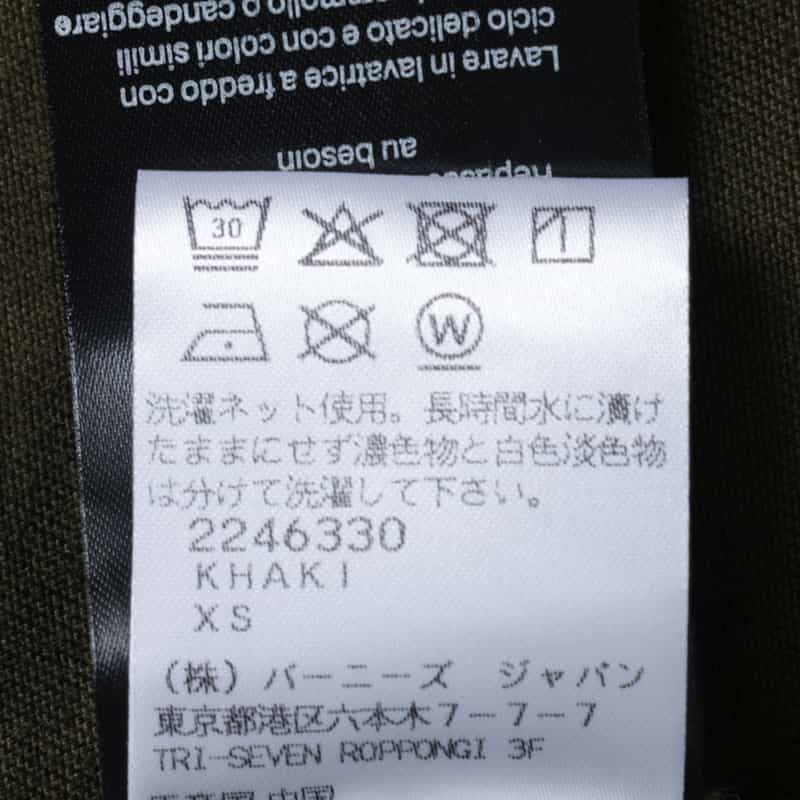 candeggiare
ciclo delicato e con colori simili
Lavare in lavatrice a freddo con
au besoin
30
W
洗濯ネット使用。長時間水に漬け
たままにせず濃色物と白色淡色物
は分けて洗濯して下さい。
2246330
KHAKI
XS
(株)バーニーズ ジャパン
東京都港区六本木7-7-7
TRI-SEVEN ROPPONGI 3F